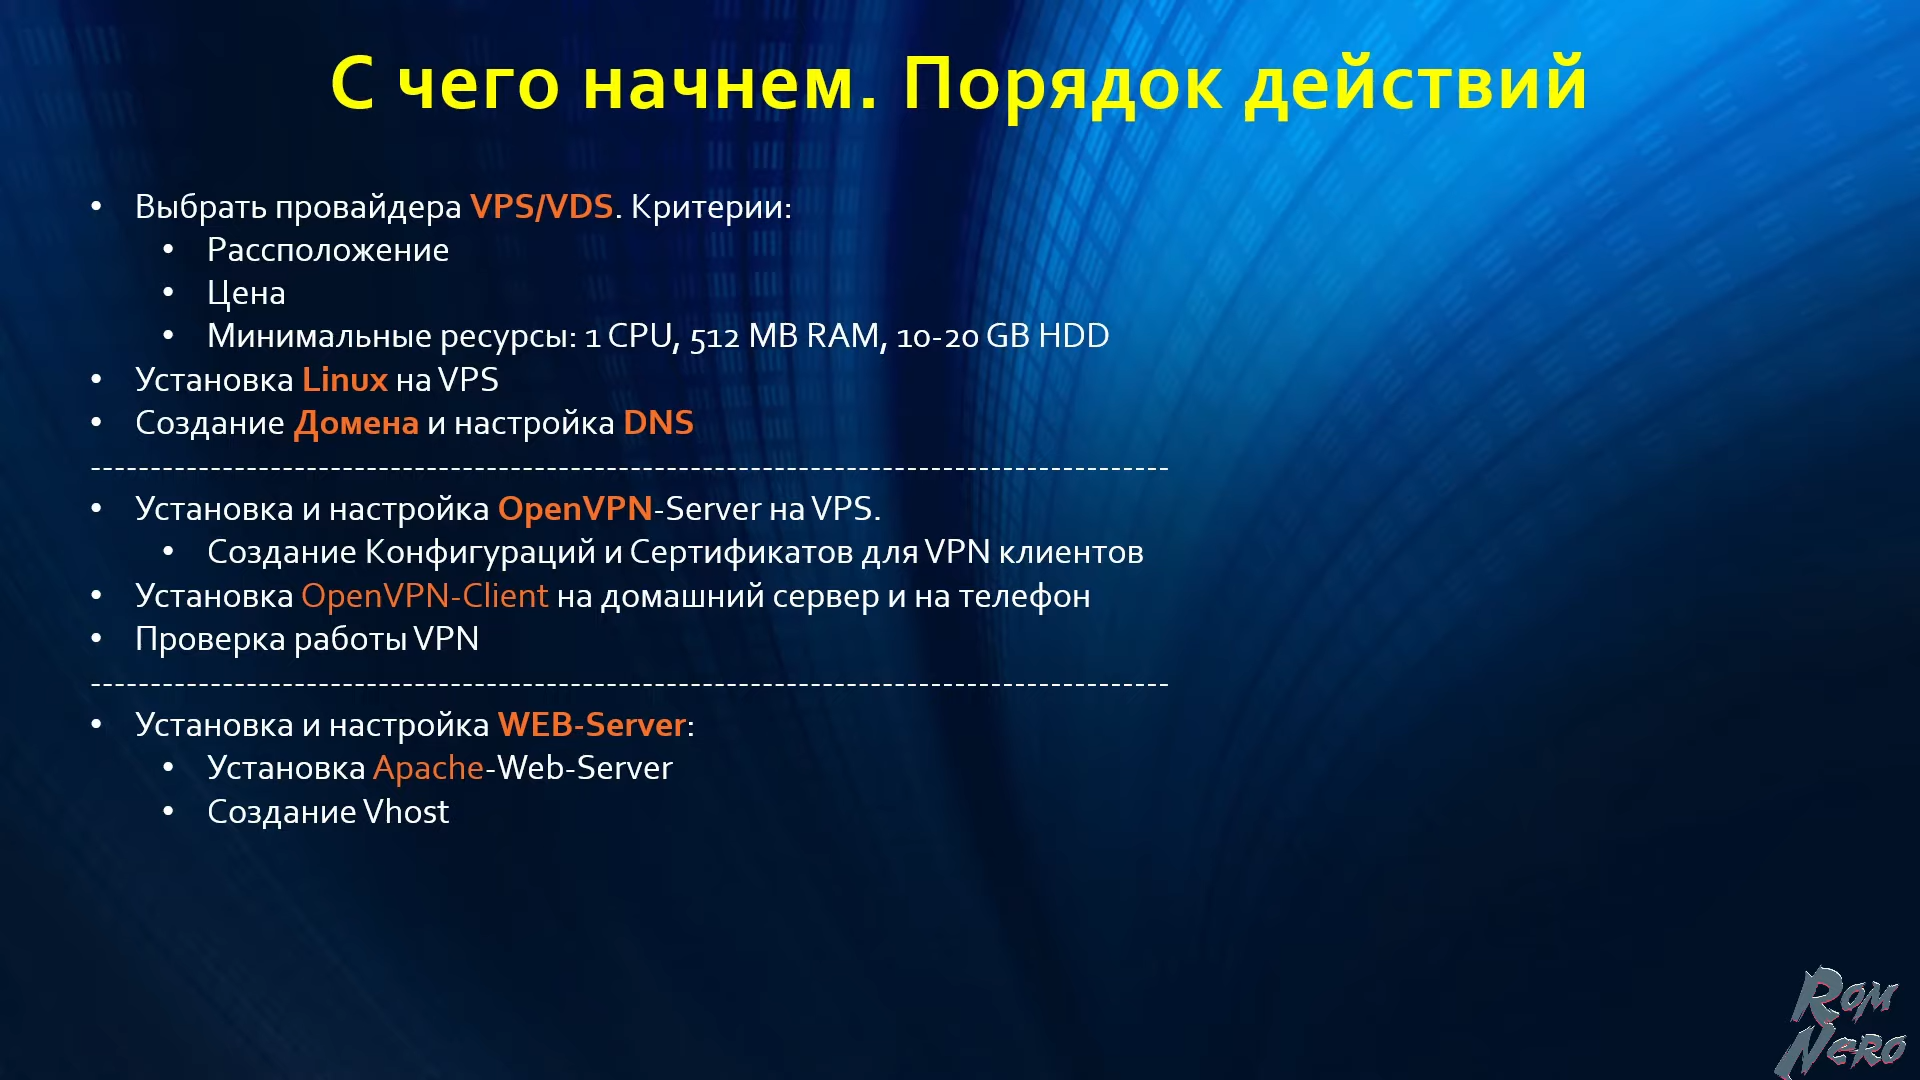 С чего начнем. Порядок действий
• Выбрать провайдера VPS/VDS. Критерии:
• Рассположение
• Цена
• Минимальные ресурсы: 1 CPU, 512 MB RAM, 10-20 GB HDD
• Установка Linux на VPS
• Создание Домена и настройка DNS
------------------------------------------------------------------------------------------
• Установка и настройка OpenVPN-Server на VPS.
• Создание Конфигураций и Сертификатов для VPN клиентов
• Установка OpenVPN-Client на домашний сервер и на телефон
• Проверка работы VPN
------------------------------------------------------------------------------------------
• Установка и настройка WEB-Server:
• Установка Apache-Web-Server
• Создание Vhost
Rom
Nero